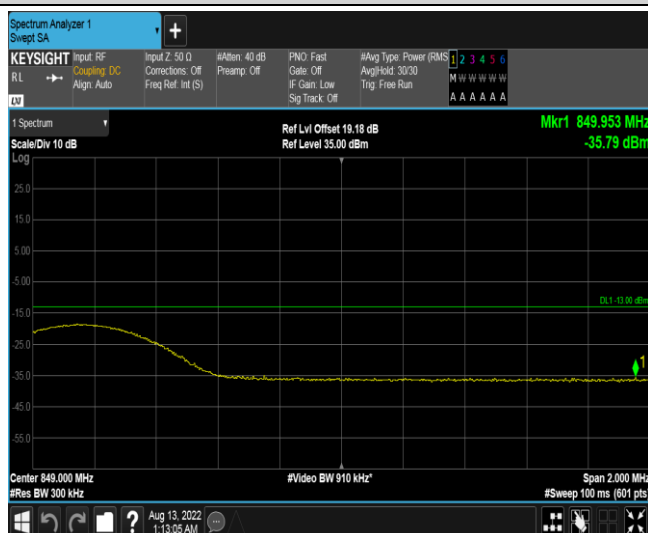 Spectrum Analyzer 1
Swept SA
+
KEYSIGHT
R L
LXI
Input: RF
Coupling: DC
Align: Auto
Input Z: 50 Ω
Corrections: Off
Freq Ref: Int (S)
#Atten: 40 dB
Preamp: Off
PNO: Fast
Gate: Off
IF Gain: Low
Sig Track: Off
#Avg Type: Power (RMS
Avg|Hold: 30/30
Trig: Free Run
1 2 3 4 5 6
M W W W W W
A A A A A A
1 Spectrum
Scale/Div 10 dB
Log
Ref Lvl Offset 19.18 dB
Ref Level 35.00 dBm
Mkr1 849.953 MHz
-35.79 dBm
25.0
15.0
5.00
-5.00
DL1 -13.00 dBm
-15.0
-25.0
-35.0
1
-45.0
-55.0
Center 849.000 MHz
#Res BW 300 kHz
#Video BW 910 kHz*
Span 2.000 MHz
#Sweep 100 ms (601 pts)
?
Aug 13, 2022
1:13:05 AM